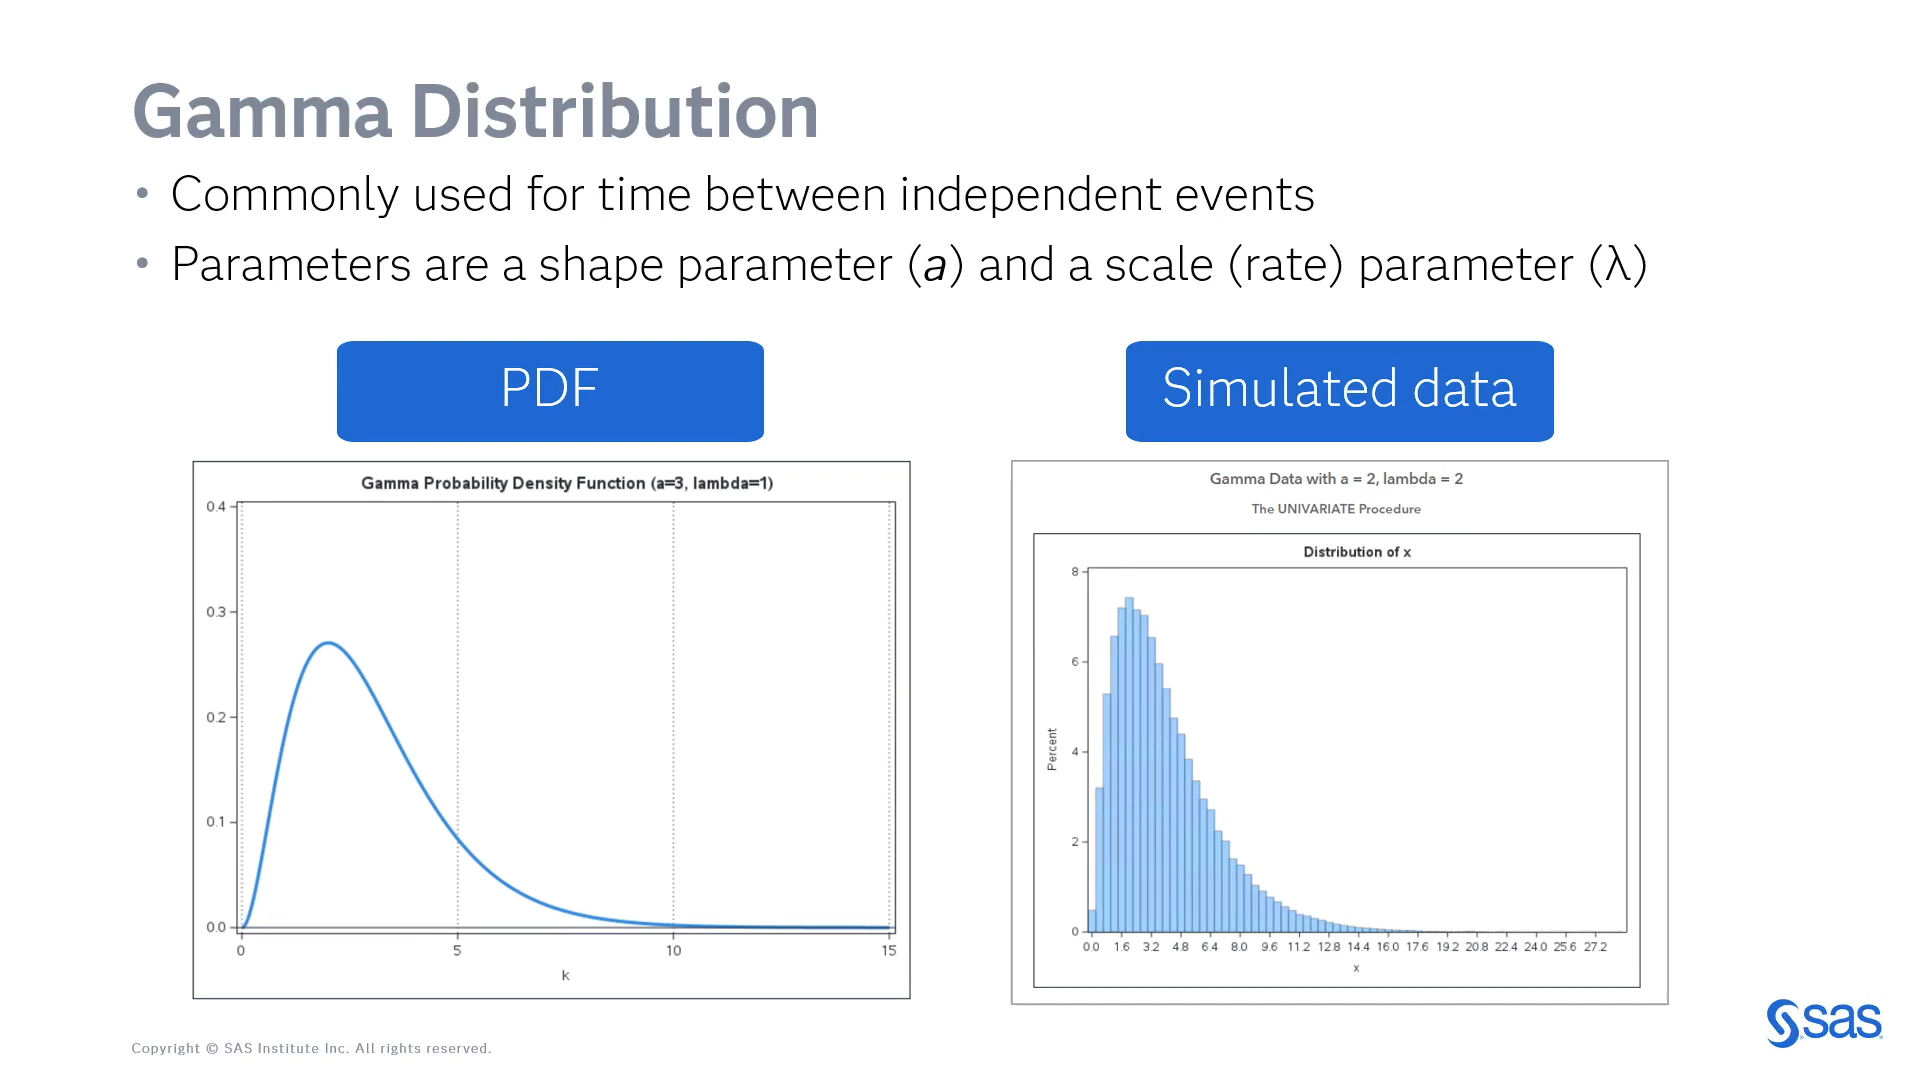 Gamma Distribution
• Commonly used for time between independent events
• Parameters are a shape parameter (a) and a scale (rate) parameter (λ)
PDF
Simulated data
Gamma Probability Density Function (a=3, lambda=1)
0.4
0.3
0.2
0.1
0.0
0 5 10 15
k
Gamma Data with a = 2, lambda = 2
The UNIVARIATE Procedure
Distribution of x
8
6
4
2
0
Percent
0.0 1.6 3.2 4.8 6.4 8.0 9.6 11.2 12.8 14.4 16.0 17.6 19.2 20.8 22.4 24.0 25.6 27.2
x
Copyright © SAS Institute Inc. All rights reserved.
sas